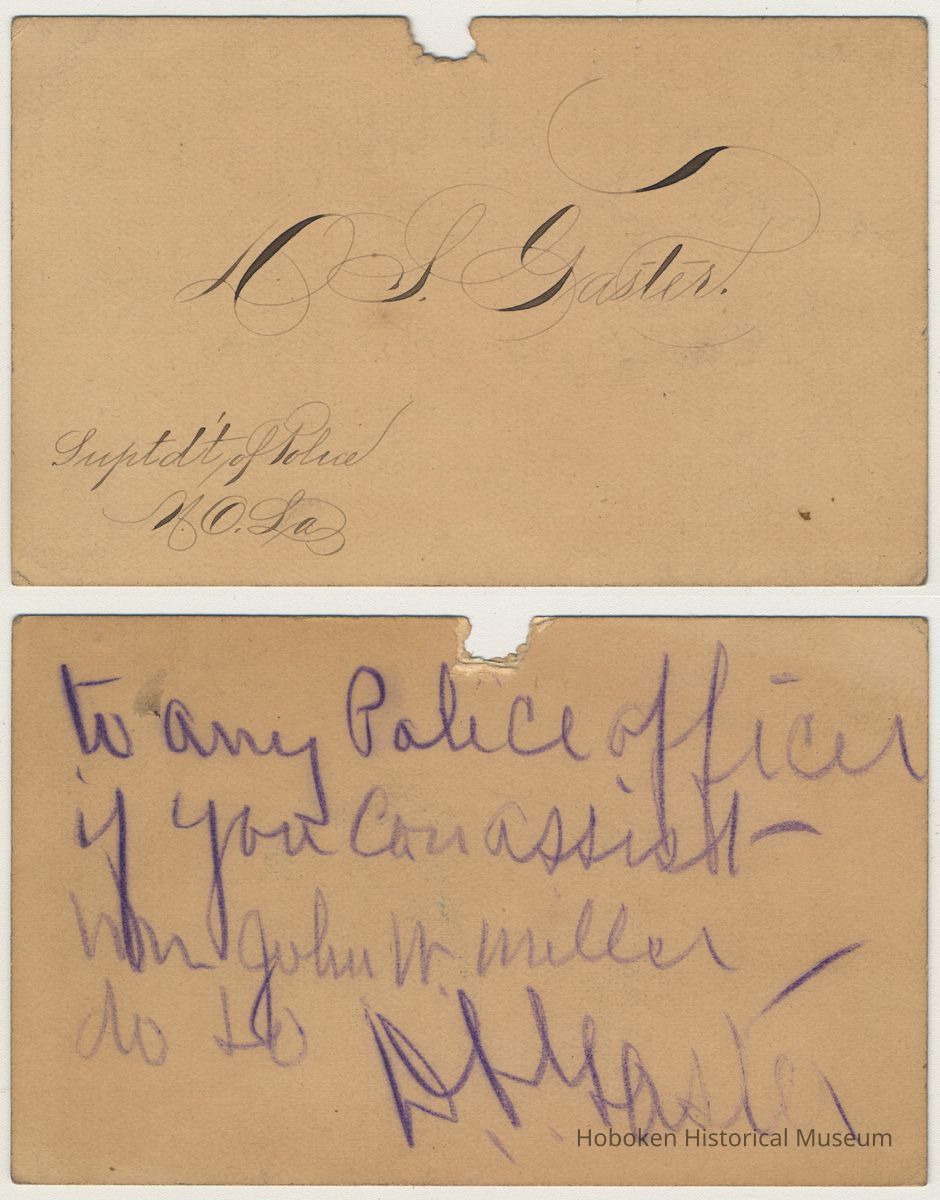 D. S. Gaster.
Suptd't, of Police
N. O. La
to any Police officer
if you can assist
Hon John W. Miller
do so D. S. Gaster
Hoboken Historical Museum